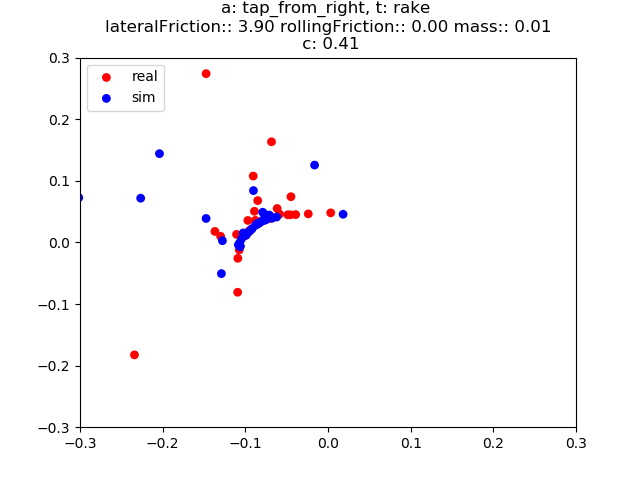 a: tap_from_right, t: rake
lateralFriction:: 3.90 rollingFriction:: 0.00 mass:: 0.01
c: 0.41
real
sim
0.3
0.2
0.1
0.0
−0.1
−0.2
−0.3
−0.3 −0.2 −0.1 0.0 0.1 0.2 0.3